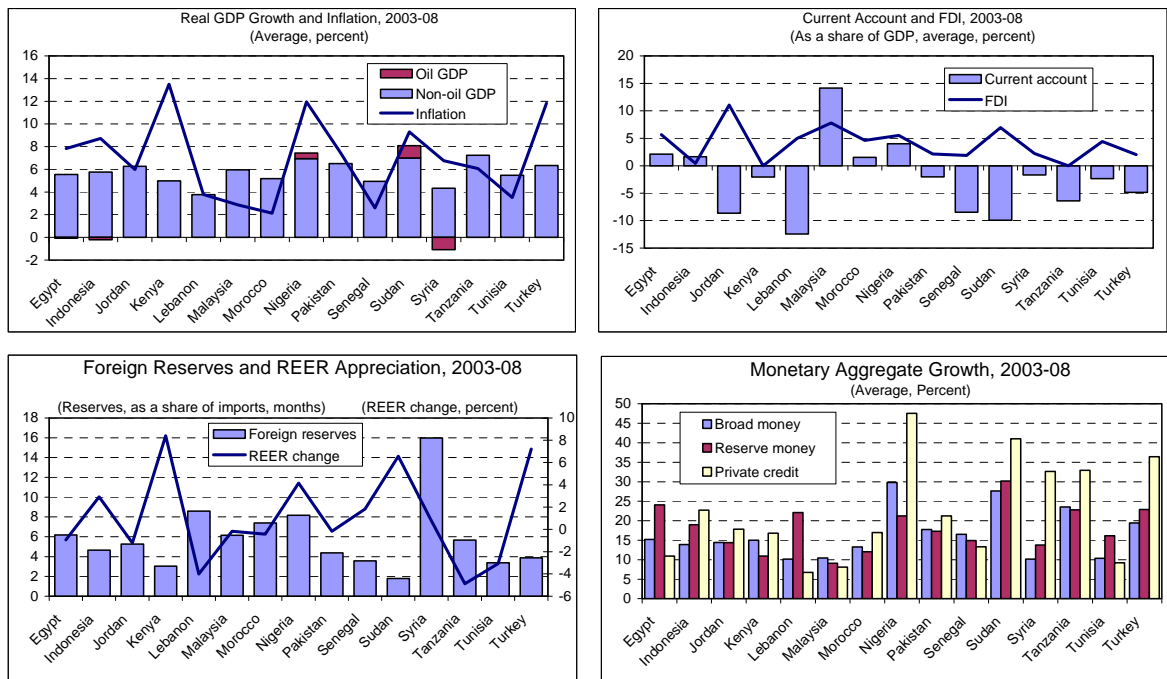 Real GDP Growth and Inflation, 2003-08
(Average, percent)
16
14
12
10
8
6
4
2
0
-2
Oil GDP
Non-oil GDP
Inflation
Egypt
Indonesia
Jordan
Kenya
Lebanon
Malaysia
Morocco
Nigeria
Pakistan
Senegal
Sudan
Syria
Tanzania
Tunisia
Turkey
Current Account and FDI, 2003-08
(As a share of GDP, average, percent)
20
15
10
5
0
-5
-10
-15
Current account
FDI
Egypt
Indonesia
Jordan
Kenya
Lebanon
Malaysia
Morocco
Nigeria
Pakistan
Senegal
Sudan
Syria
Tanzania
Tunisia
Turkey
Foreign Reserves and REER Appreciation, 2003-08
(Reserves, as a share of imports, months) (REER change, percent)
18
16
14
12
10
8
6
4
2
0
Foreign reserves
REER change
10
8
6
4
2
0
-2
-4
-6
Egypt
Indonesia
Jordan
Kenya
Lebanon
Malaysia
Morocco
Nigeria
Pakistan
Senegal
Sudan
Syria
Tanzania
Tunisia
Turkey
Monetary Aggregate Growth, 2003-08
(Average, Percent)
50
45
40
35
30
25
20
15
10
5
0
Broad money
Reserve money
Private credit
Egypt
Indonesia
Jordan
Kenya
Lebanon
Malaysia
Morocco
Nigeria
Pakistan
Senegal
Sudan
Syria
Tanzania
Tunisia
Turkey